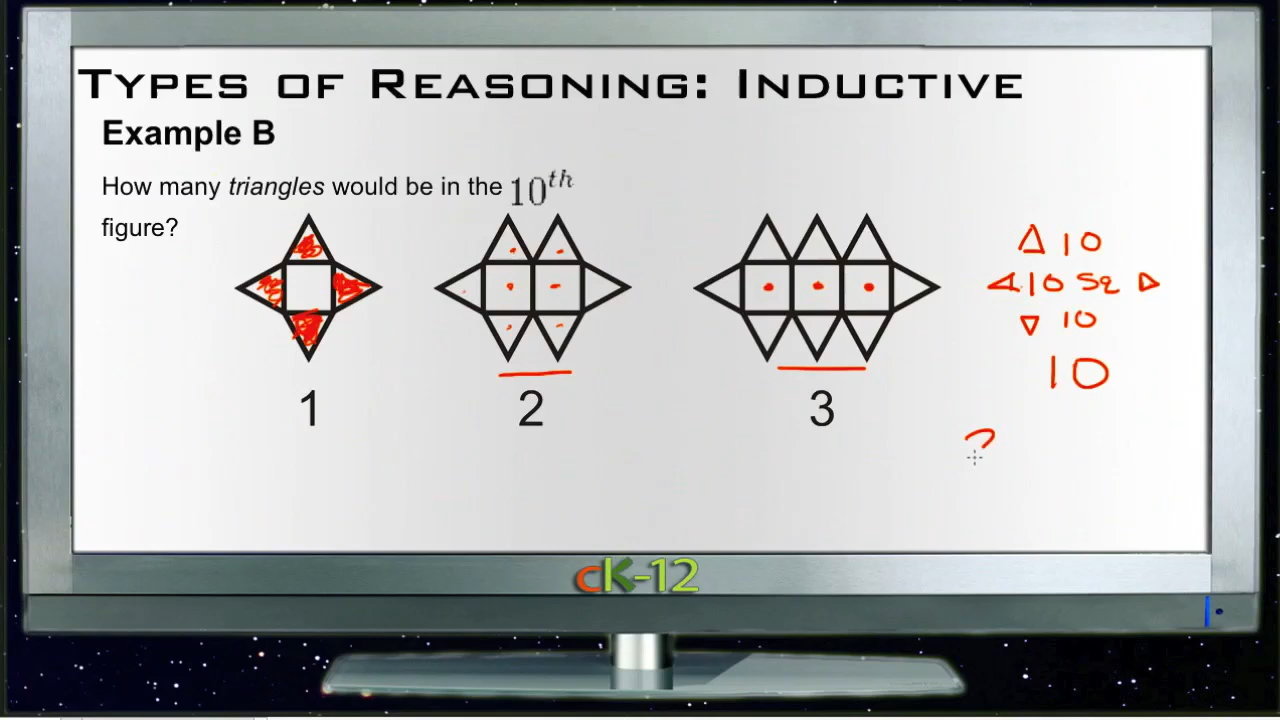 TYPES OF REASONING: INDUCTIVE
Example B
How many triangles would be in the 10th
figure?
10
10 Sq
10
10
1
2
3
?
cK-12